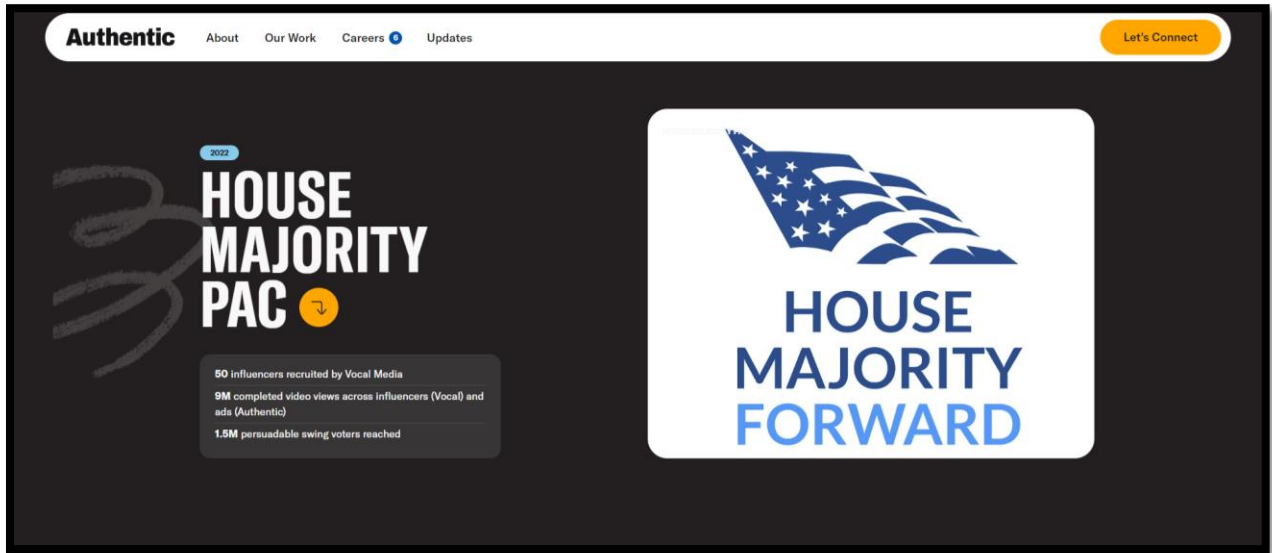 Authentic
About
Our Work
Careers 6
Updates
Let's Connect
2022
HOUSE
MAJORITY
PAC
50 influencers recruited by Vocal Media
9M completed video views across influencers (Vocal) and
ads (Authentic)
1.5M persuadable swing voters reached
HOUSE
MAJORITY
FORWARD